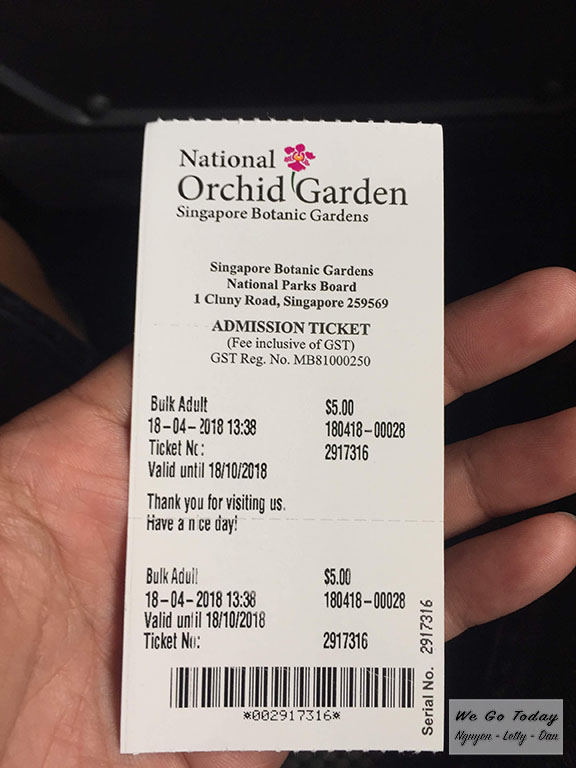 National
Orchid Garden
Singapore Botanic Gardens
Singapore Botanic Gardens
National Parks Board
1 Cluny Road, Singapore 259569
ADMISSION TICKET
(Fee inclusive of GST)
GST Reg. No. MB81000250
Bulk Adult $5.00
18-04-2018 13:38 180418-00028
Ticket No: 2917316
Valid until 18/10/2018
Thank you for visiting us.
Have a nice day!
Bulk Adult $5.00
18-04-2018 13:38 180418-00028
Valid until 18/10/2018
Ticket No: 2917316
*002917316*
Serial No. 2917316
We Go Today
Nguyen - Letty - Dan